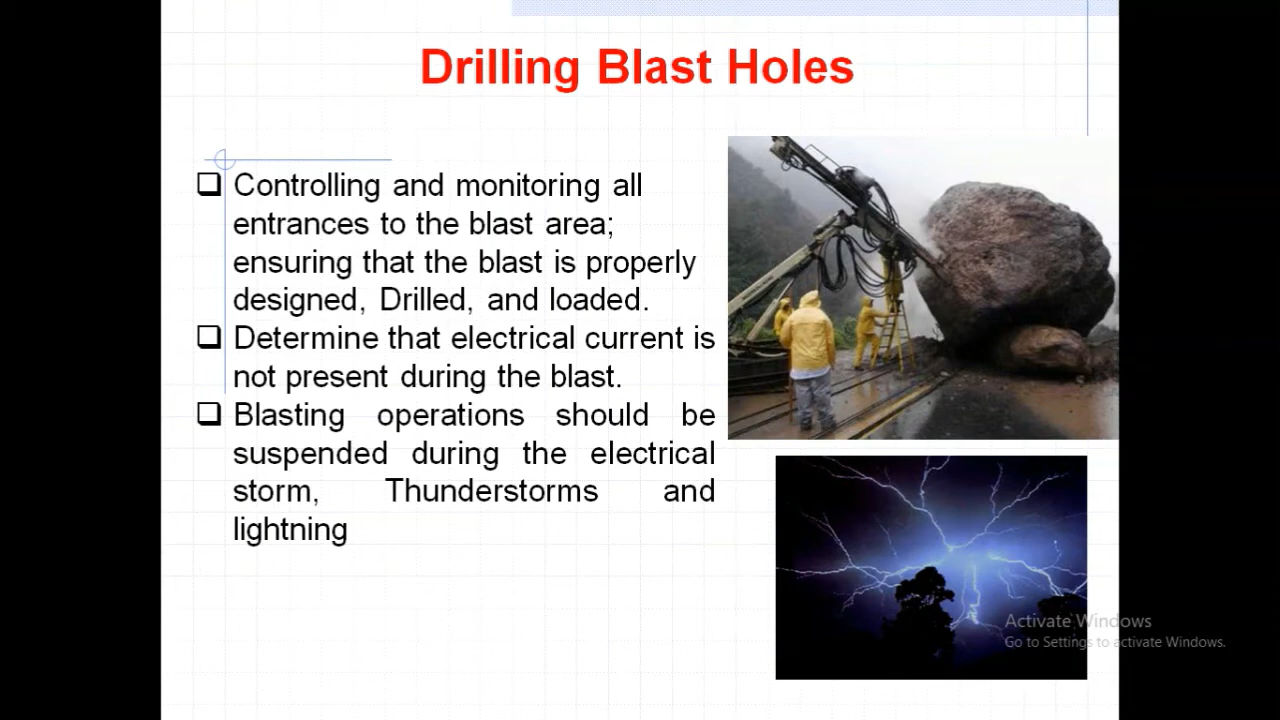 Drilling Blast Holes
❑ Controlling and monitoring all
entrances to the blast area;
ensuring that the blast is properly
designed, Drilled, and loaded.
❑ Determine that electrical current is
not present during the blast.
❑ Blasting operations should be
suspended during the electrical
storm, Thunderstorms and
lightning
Activate Windows
Go to Settings to activate Windows.